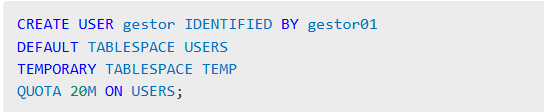 CREATE USER gestor IDENTIFIED BY gestor01
DEFAULT TABLESPACE USERS
TEMPORARY TABLESPACE TEMP
QUOTA 20M ON USERS;